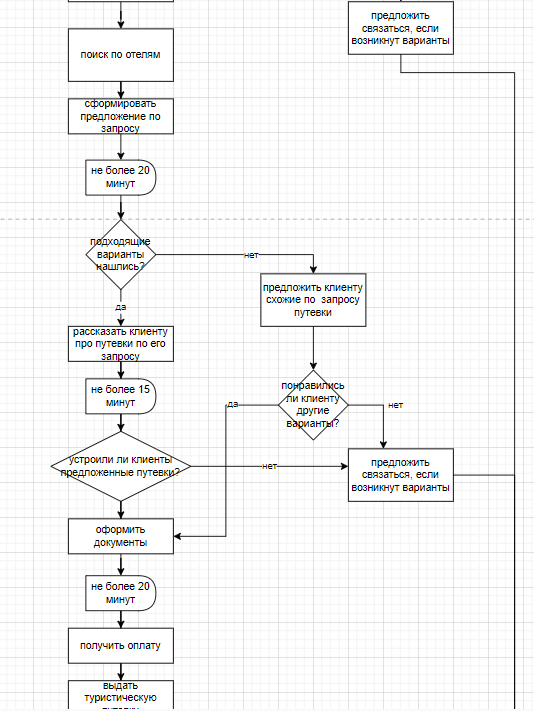 предложить
связаться, если
возникнут варианты
поиск по отелям
сформировать
предложение по
запросу
не более 20
минут
подходящие
варианты
нашлись?
нет
предложить клиенту
схожие по запросу
путевки
да
рассказать клиенту
про путевки по его
запросу
не более 15
минут
понравились
ли клиенту
другие
варианты?
да
нет
устроили ли клиенты
предложенные путевки?
нет
предложить
связаться, если
возникнут варианты
оформить
документы
не более 20
минут
получить оплату
выдать
туристическую